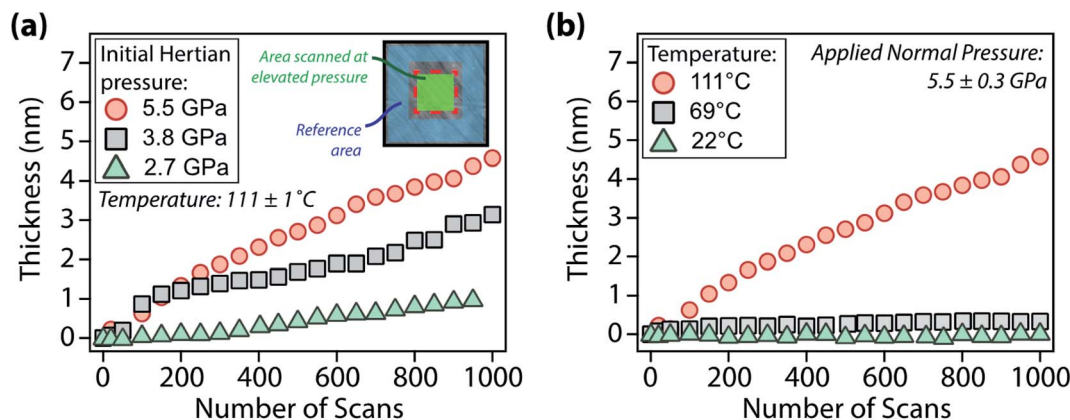 (a)
Initial Hertian
pressure:
5.5 GPa
3.8 GPa
2.7 GPa
Area scanned at
elevated pressure
Reference
area
Temperature: 111 ± 1°C
Thickness (nm)
7
6
5
4
3
2
1
0
0 200 400 600 800 1000
Number of Scans
(b)
Temperature:
111°C
69°C
22°C
Applied Normal Pressure:
5.5 ± 0.3 GPa
Thickness (nm)
7
6
5
4
3
2
1
0
0 200 400 600 800 1000
Number of Scans